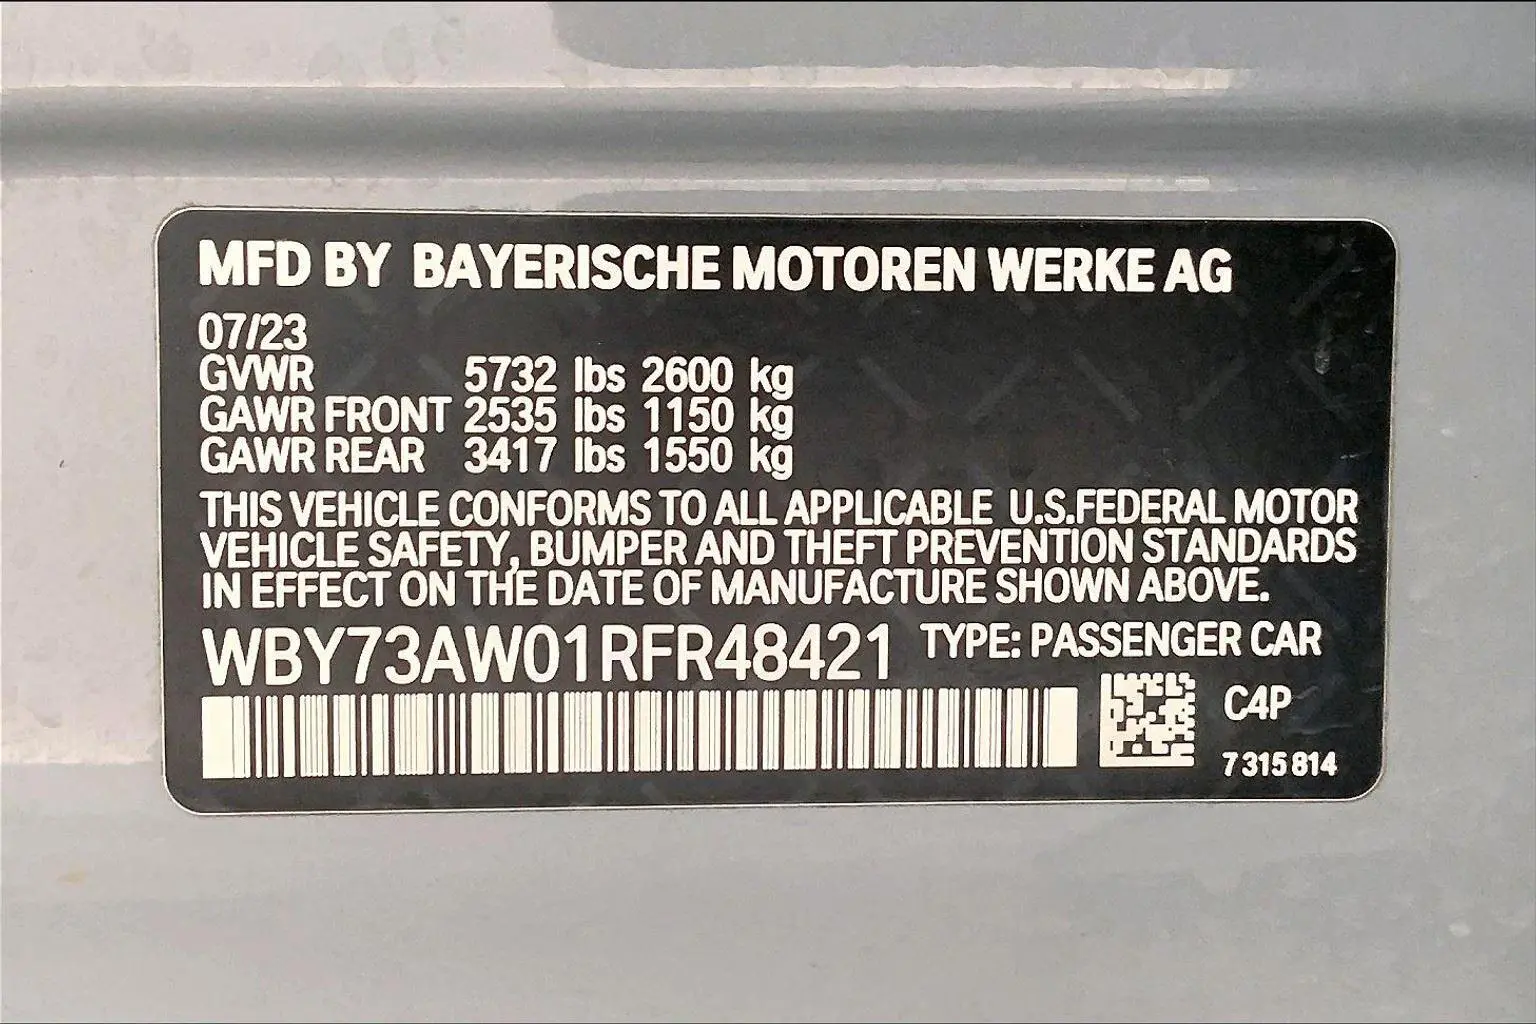 MFD BY BAYERISCHE MOTOREN WERKE AG
07/23
GVWR 5732 lbs 2600 kg
GAWR FRONT 2535 lbs 1150 kg
GAWR REAR 3417 lbs 1550 kg
THIS VEHICLE CONFORMS TO ALL APPLICABLE U.S.FEDERAL MOTOR
VEHICLE SAFETY, BUMPER AND THEFT PREVENTION STANDARDS
IN EFFECT ON THE DATE OF MANUFACTURE SHOWN ABOVE.
WBY73AW01RFR48421 TYPE: PASSENGER CAR
C4P
7 315 814